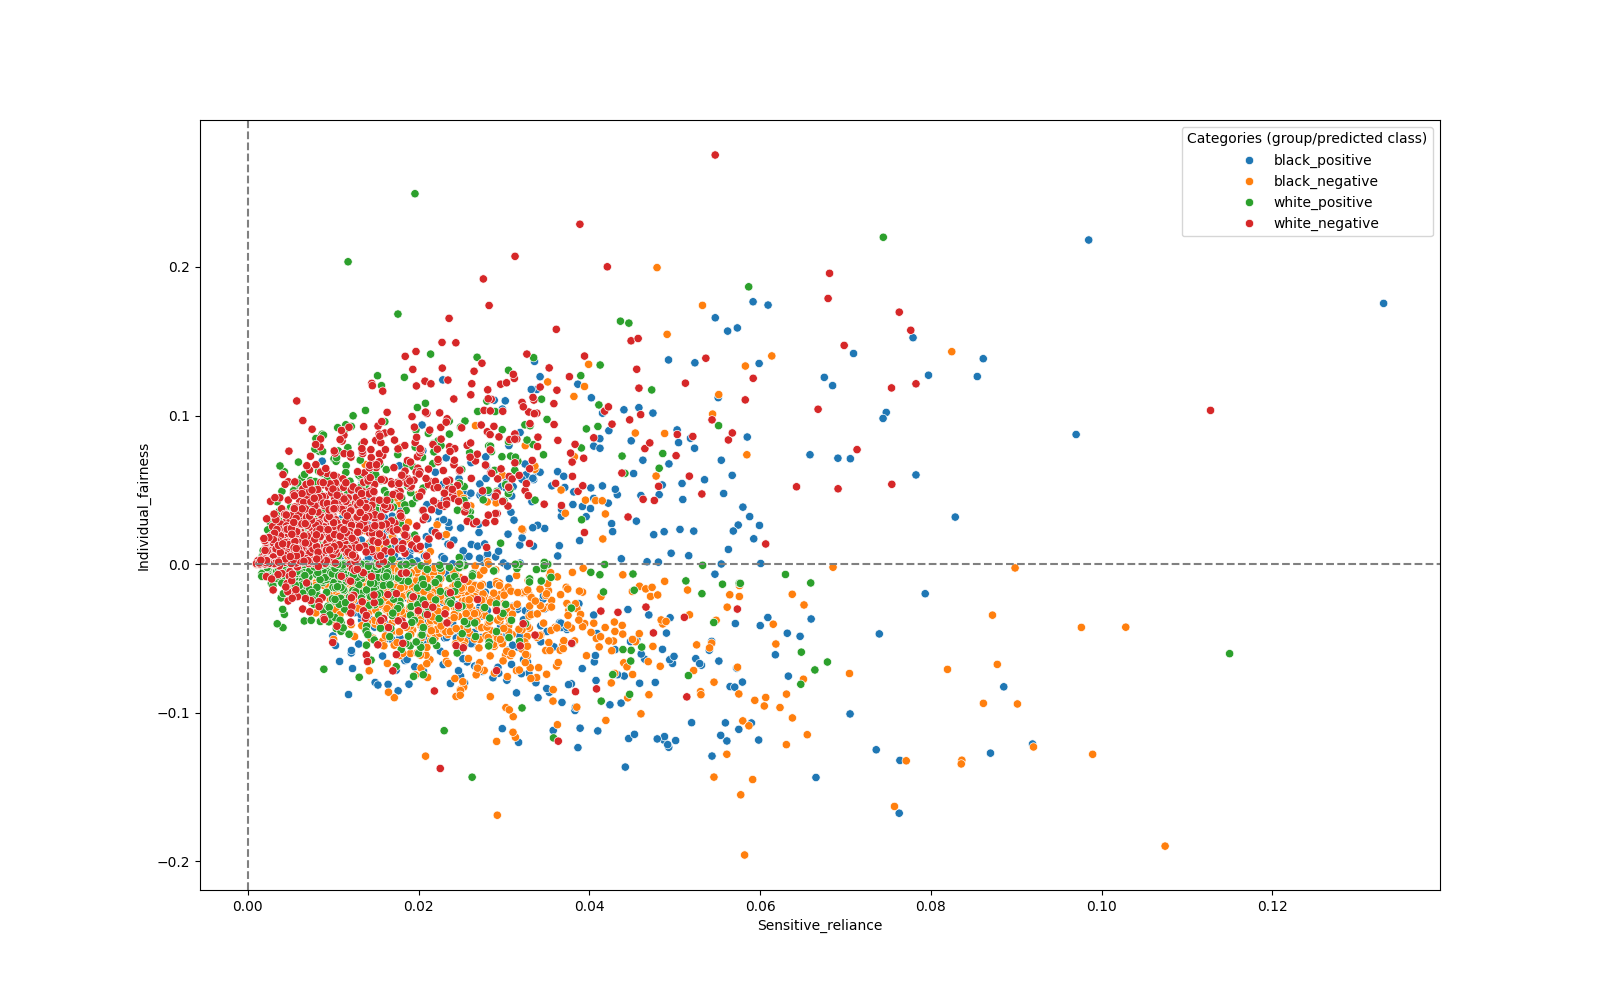 Categories (group/predicted class)
black_positive
black_negative
white_positive
white_negative
Individual_fairness
0.2
0.1
0.0
−0.1
−0.2
0.00 0.02 0.04 0.06 0.08 0.10 0.12
Sensitive_reliance